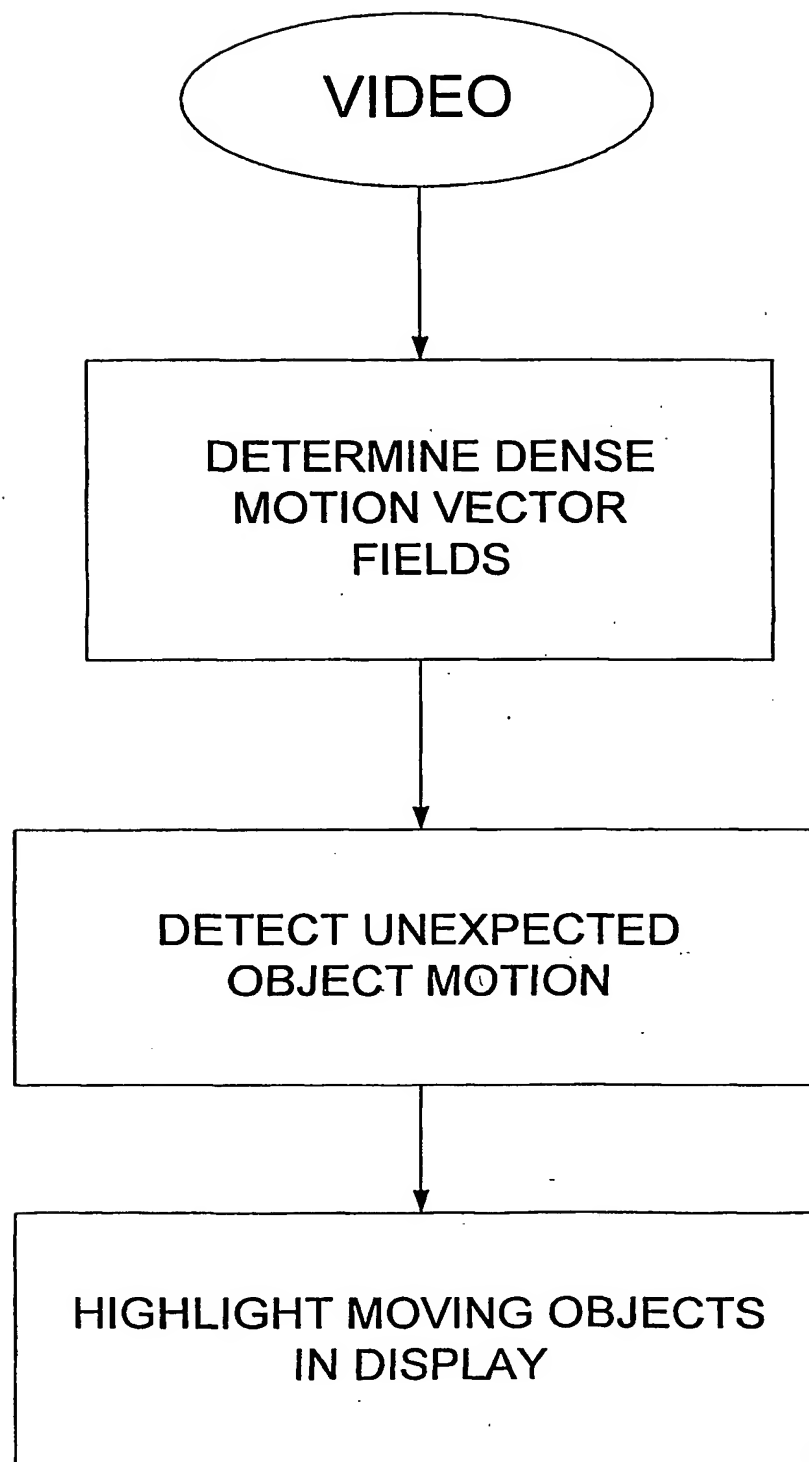 VIDEO
DETERMINE DENSE
MOTION VECTOR
FIELDS
DETECT UNEXPECTED
OBJECT MOTION
HIGHLIGHT MOVING OBJECTS
IN DISPLAY